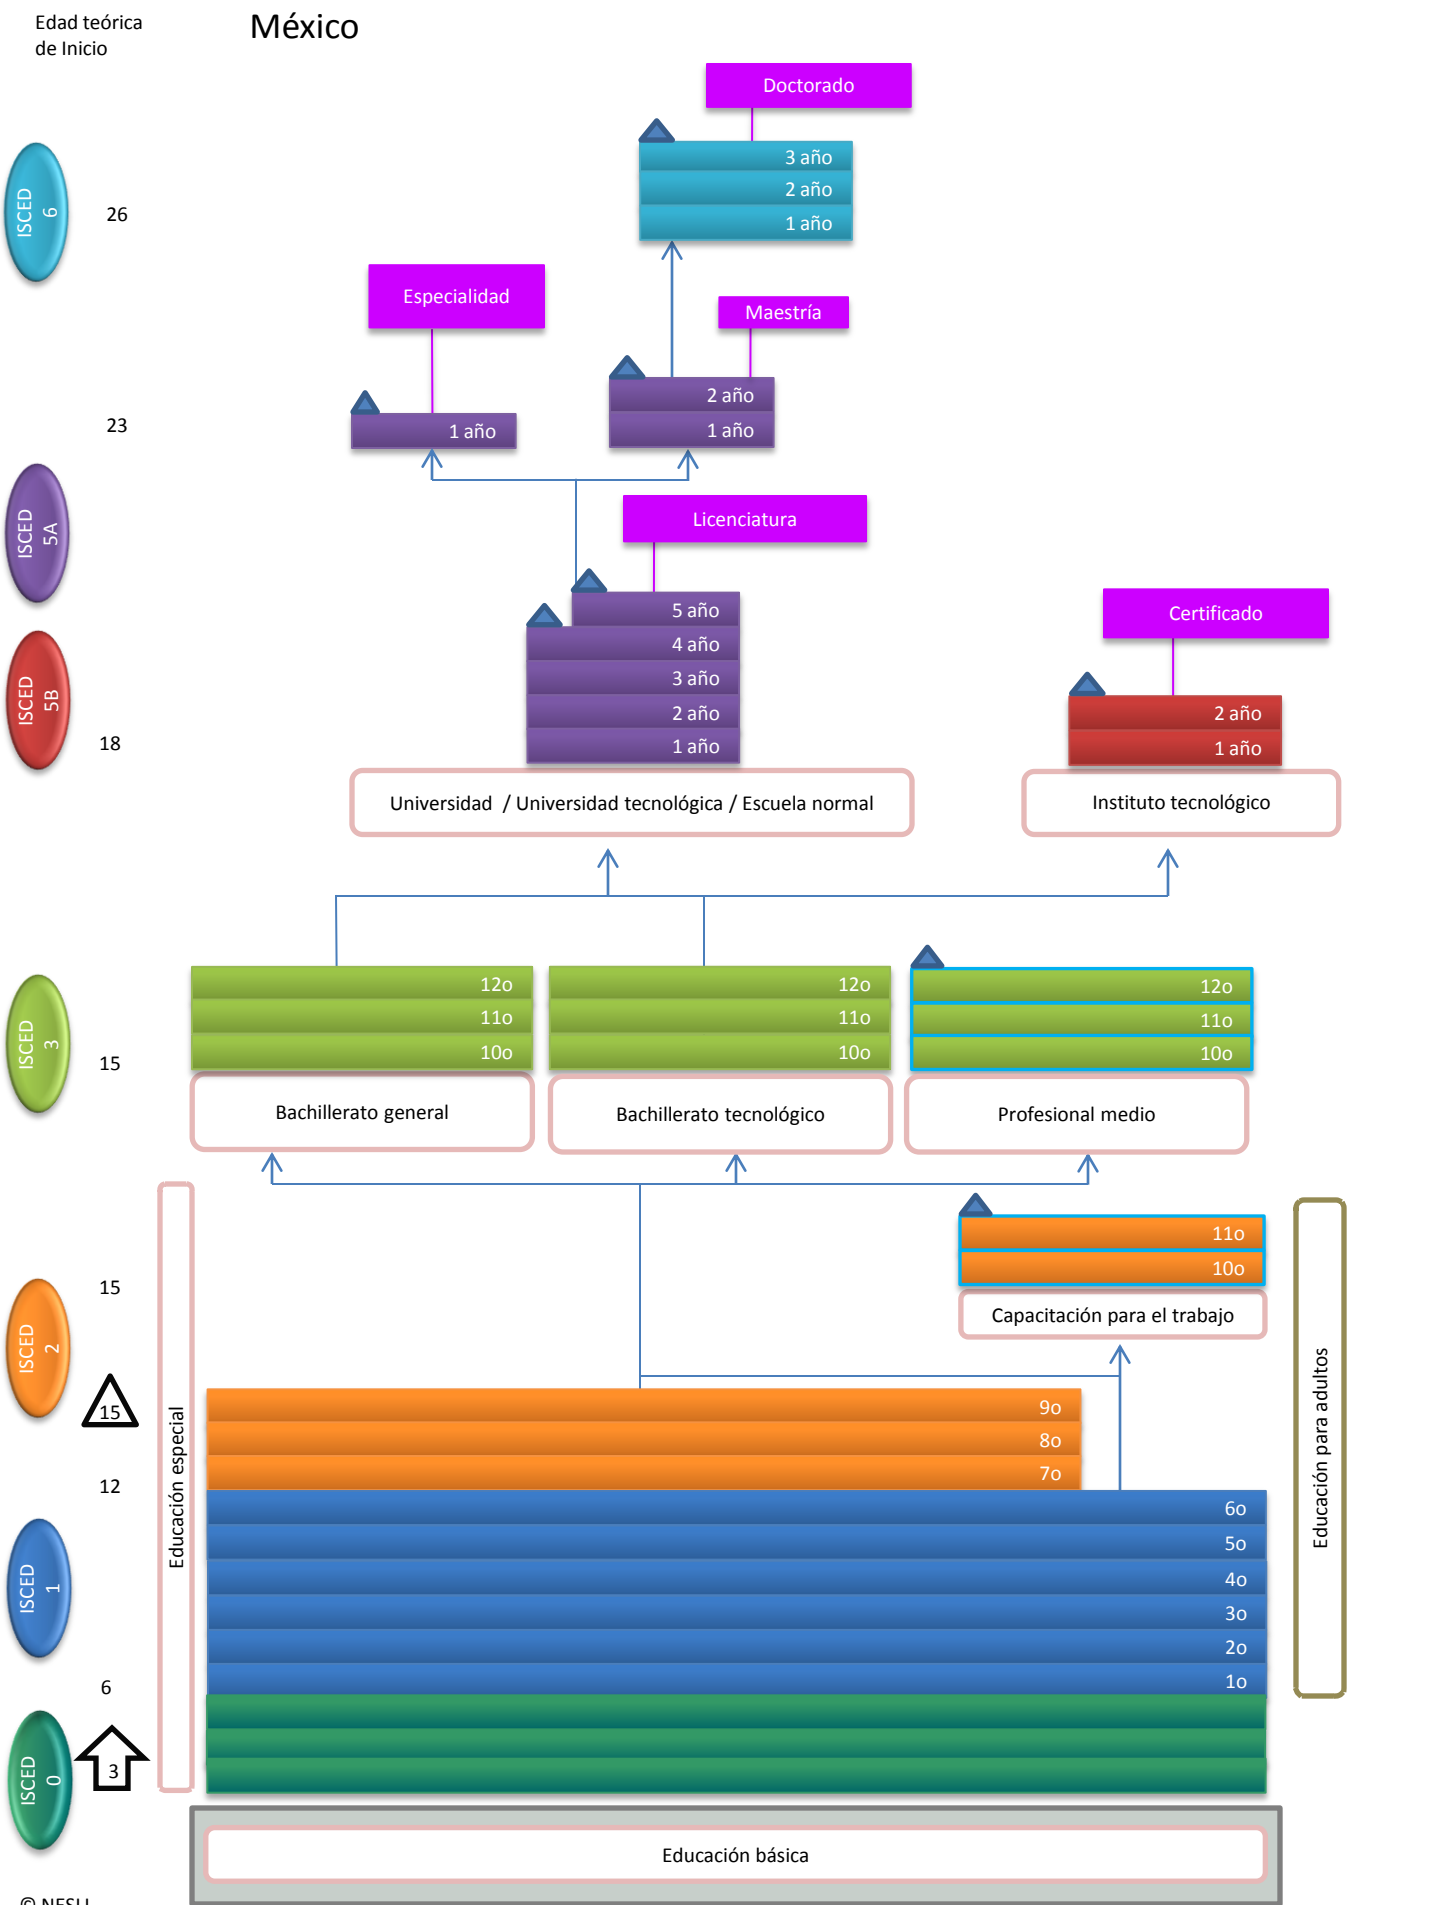 Edad teórica
de Inicio
México
Doctorado
3 año
2 año
1 año
ISCED
6
26
Especialidad
Maestría
2 año
1 año
1 año
23
ISCED
5A
Licenciatura
5 año
4 año
3 año
2 año
1 año
Certificado
2 año
1 año
ISCED
5B
18
Universidad / Universidad tecnológica / Escuela normal
Instituto tecnológico
12o
11o
10o
12o
11o
10o
12o
11o
10o
ISCED
3
15
Bachillerato general
Bachillerato tecnológico
Profesional medio
11o
10o
15
Capacitación para el trabajo
ISCED
2
15
Educación especial
Educación para adultos
9o
8o
7o
12
6o
5o
4o
3o
2o
1o
ISCED
1
6
ISCED
0
3
Educación básica